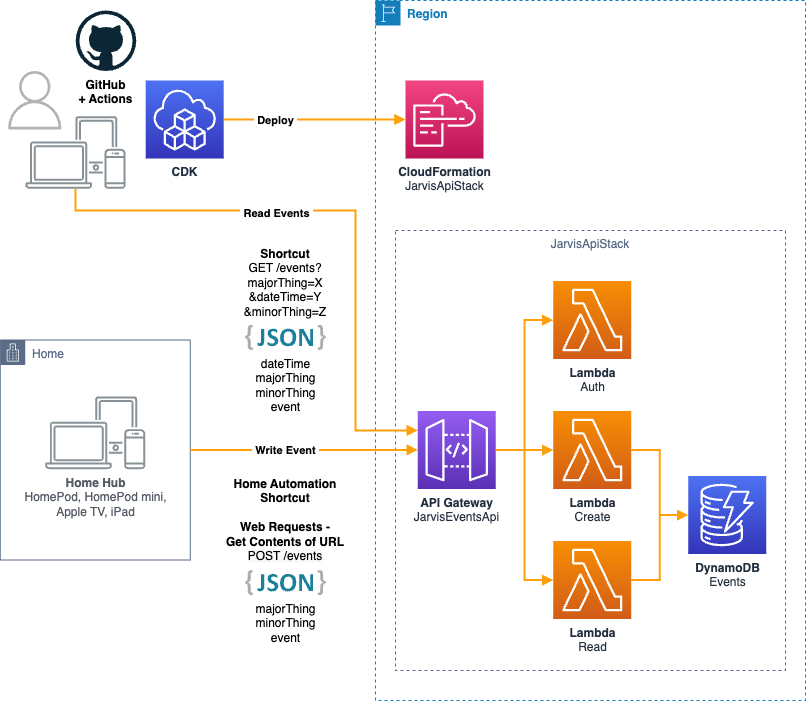 Region
GitHub
+ Actions
CDK
Deploy
CloudFormation
JarvisApiStack
Read Events
JarvisApiStack
Shortcut
GET /events?
majorThing=X
&dateTime=Y
&minorThing=Z
{JSON}
dateTime
majorThing
minorThing
event
Lambda
Auth
Home
Home Hub
HomePod, HomePod mini,
Apple TV, iPad
Write Event
Home Automation
Shortcut
Web Requests -
Get Contents of URL
POST /events
{JSON}
majorThing
minorThing
event
API Gateway
JarvisEventsApi
Lambda
Create
DynamoDB
Events
Lambda
Read